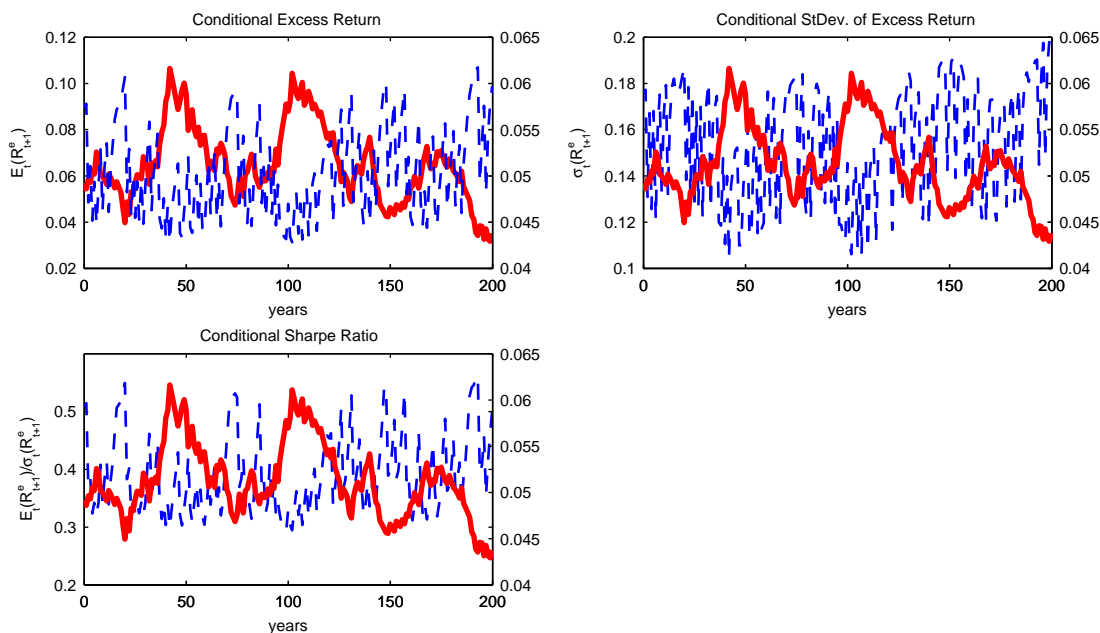 Conditional Excess Return
0.12
0.10
0.08
0.06
0.04
0.02
E_t(R^e_{t+1})
0.065
0.06
0.055
0.05
0.045
0.04
0 50 100 150 200
years
Conditional StDev. of Excess Return
0.2
0.18
0.16
0.14
0.12
0.1
σ_t(R^e_{t+1})
0.065
0.06
0.055
0.05
0.045
0.04
0 50 100 150 200
years
Conditional Sharpe Ratio
0.5
0.4
0.3
0.2
E_t(R^e_{t+1})/σ_t(R^e_{t+1})
0.065
0.06
0.055
0.05
0.045
0.04
0 50 100 150 200
years